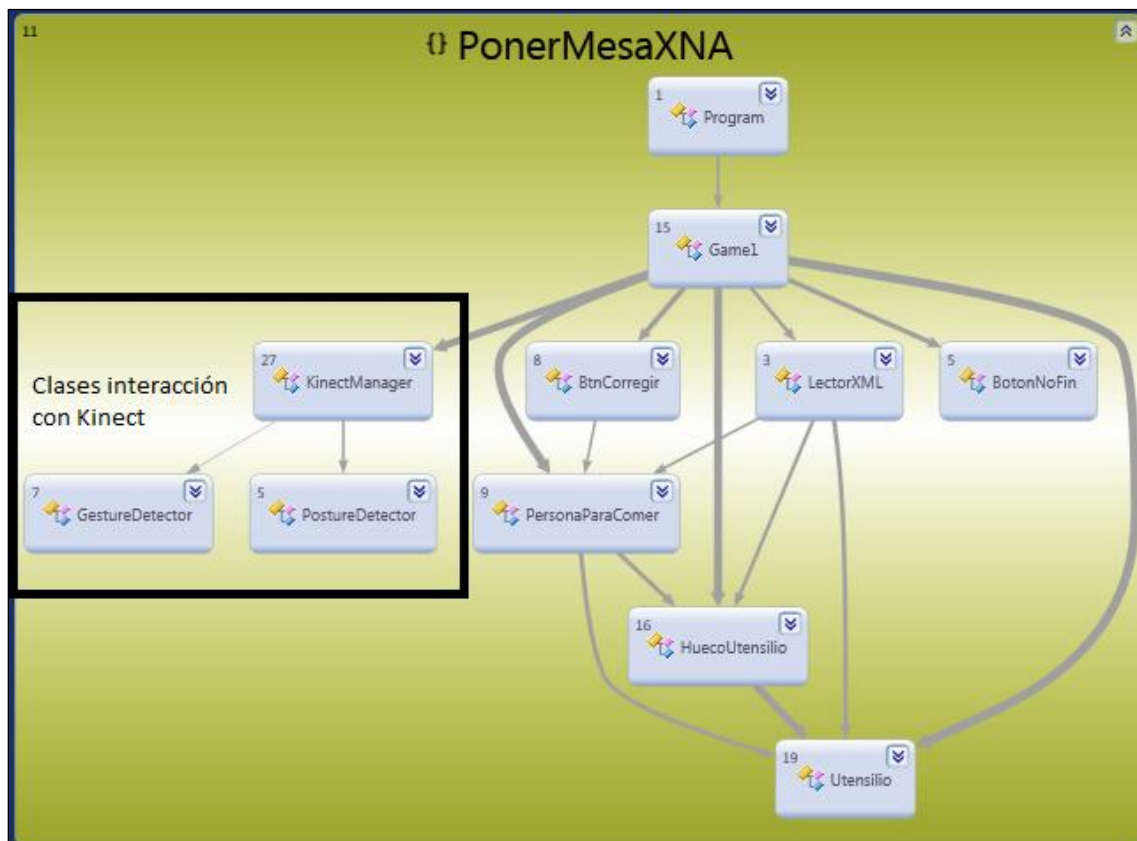 11
{} PonerMesaXNA
1
Program
15
Game1
Clases interacción
con Kinect
27
KinectManager
8
BtnCorregir
3
LectorXML
5
BotonNoFin
7
GestureDetector
5
PostureDetector
9
PersonaParaComer
16
HuecoUtensilio
19
Utensilio